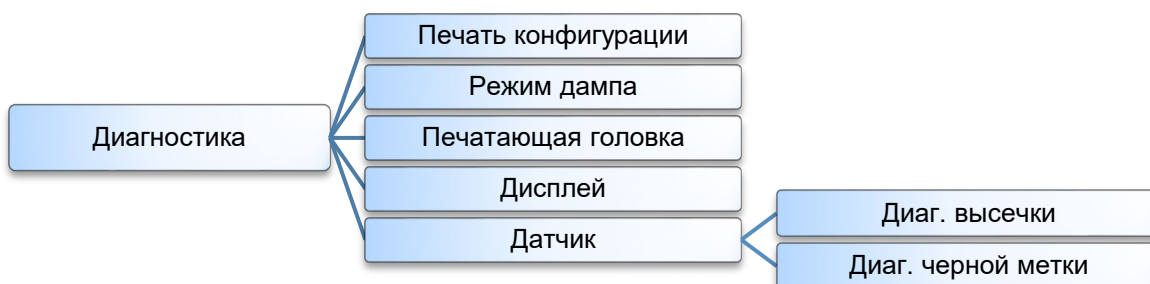 Диагностика
Печать конфигурации
Режим дампа
Печатающая головка
Дисплей
Датчик
Диаг. высечки
Диаг. черной метки